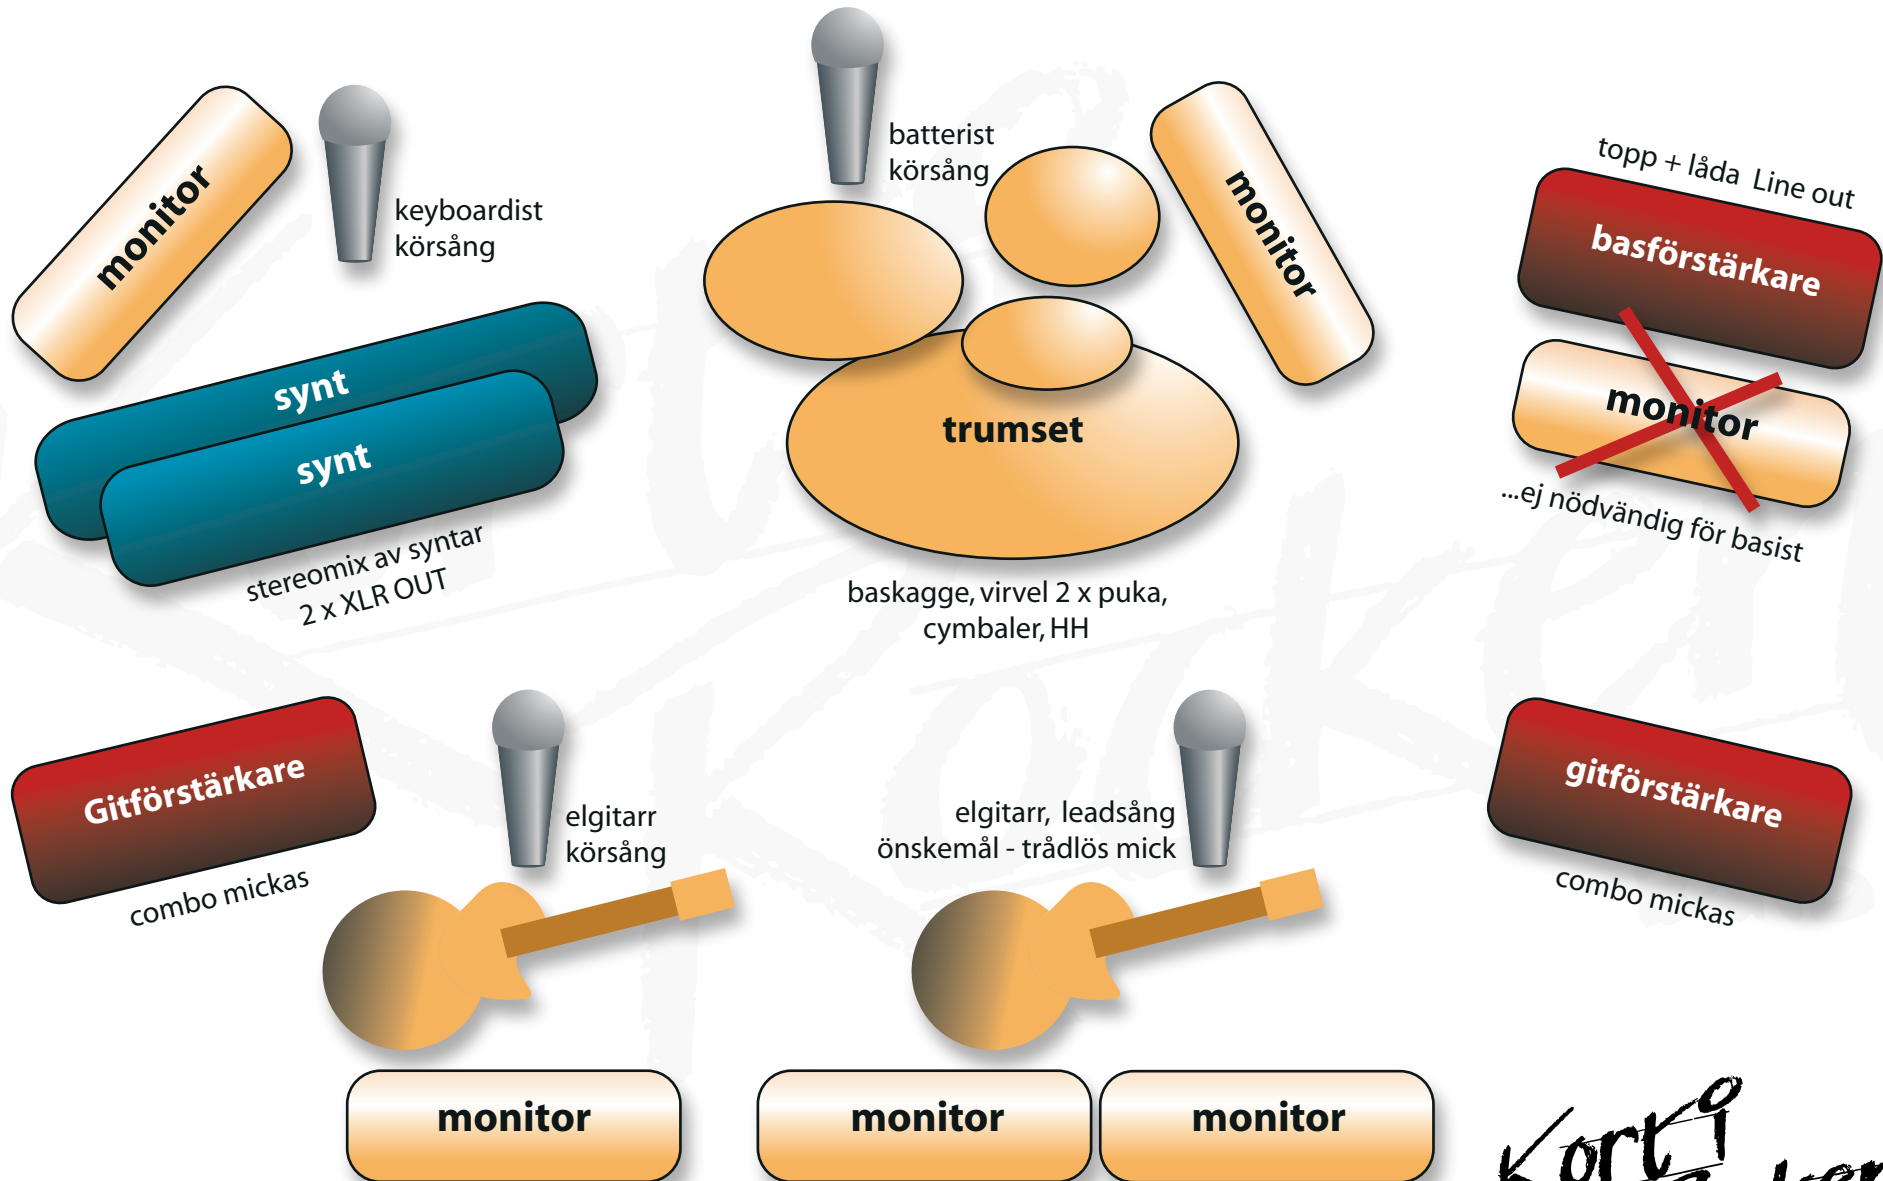 batterist
körsång
monitor
keyboardist
körsång
monitor
topp + låda Line out
basförstärkare
monitor
...ej nödvändig för basist
synt
synt
stereomix av syntar
2 x XLR OUT
trumset
baskagge, virvel 2 x puka,
cymbaler, HH
Gitförstärkare
combo mickas
elgitarr
körsång
elgitarr, leadsång
önskemål - trådlös mick
gitförstärkare
combo mickas
monitor
monitor
monitor
Kort i